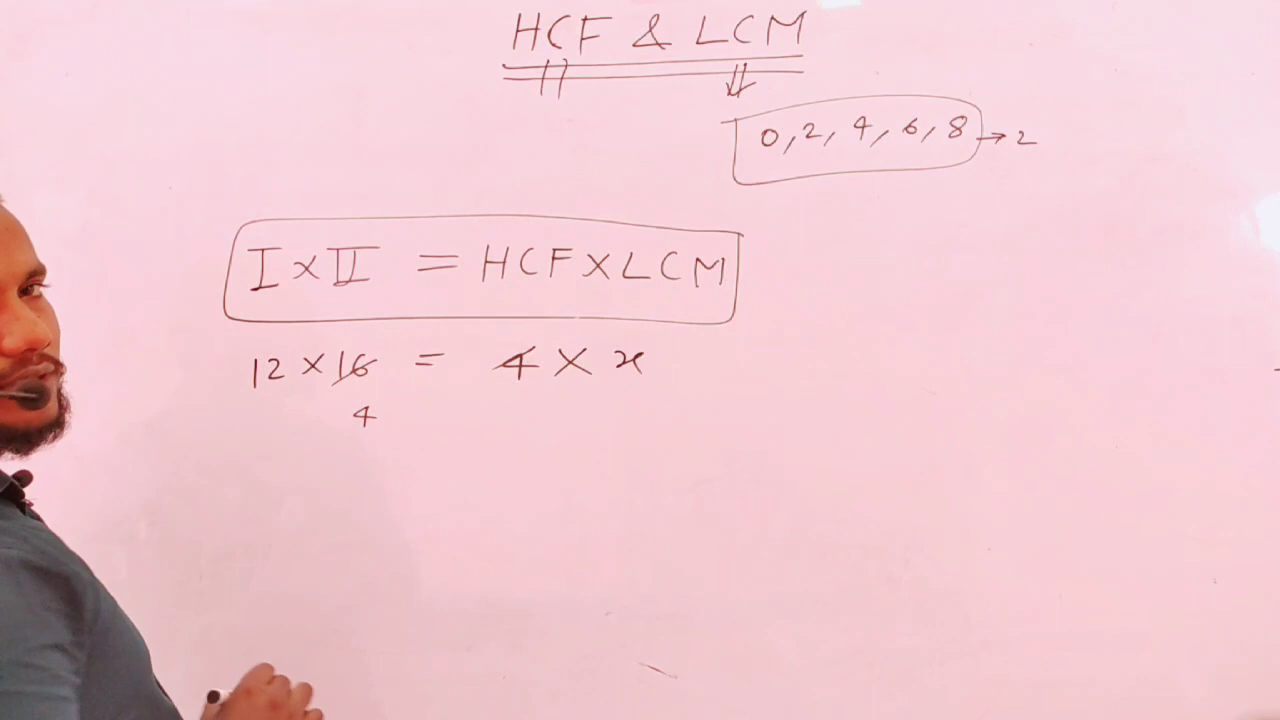 HCF & LCM
0, 2, 4, 6, 8 → 2
I × II = HCF × LCM
12 × 16 = 4 × x
4